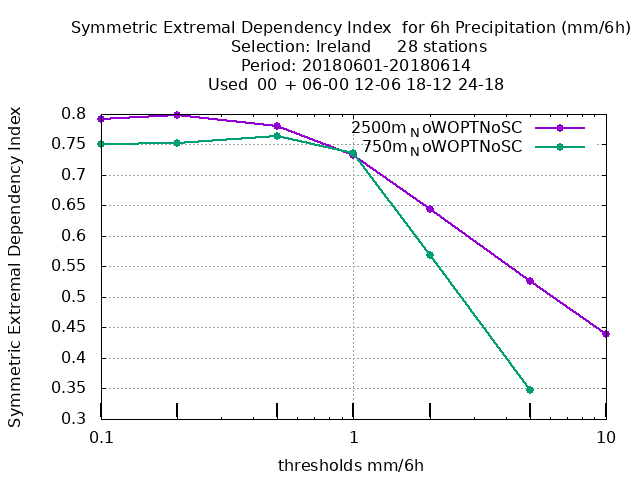 Symmetric Extremal Dependency Index  for 6h Precipitation (mm/6h)
Selection: Ireland     28 stations
Period: 20180601-20180614
Used  00 + 06-00 12-06 18-12 24-18
Symmetric Extremal Dependency Index
0.8
0.75
0.7
0.65
0.6
0.55
0.5
0.45
0.4
0.35
0.3
2500m_NoWOPTNoSC
750m_NoWOPTNoSC
0.1
1
10
thresholds mm/6h